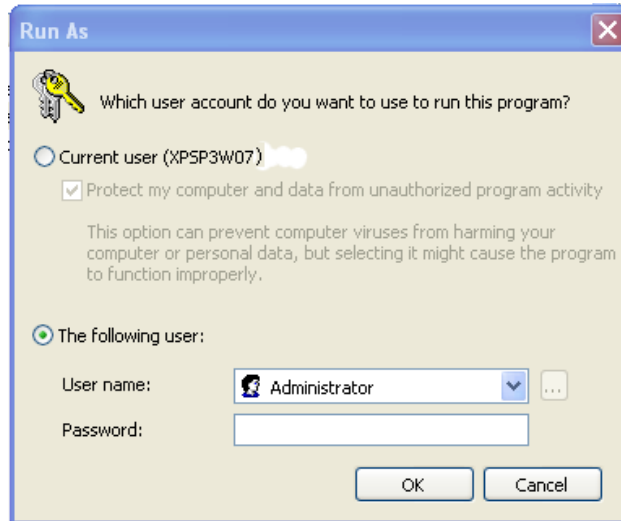 Run As
Which user account do you want to use to run this program?
Current user (XPSP3W07)
Protect my computer and data from unauthorized program activity
This option can prevent computer viruses from harming your
computer or personal data, but selecting it might cause the program
to function improperly.
The following user:
User name:
Administrator
...
Password:
OK
Cancel